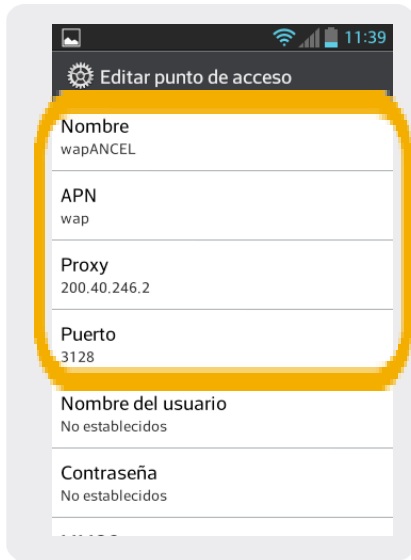 11:39
Editar punto de acceso
Nombre
wapANCEL
APN
wap
Proxy
200.40.246.2
Puerto
3128
Nombre del usuario
No establecidos
Contraseña
No establecidos